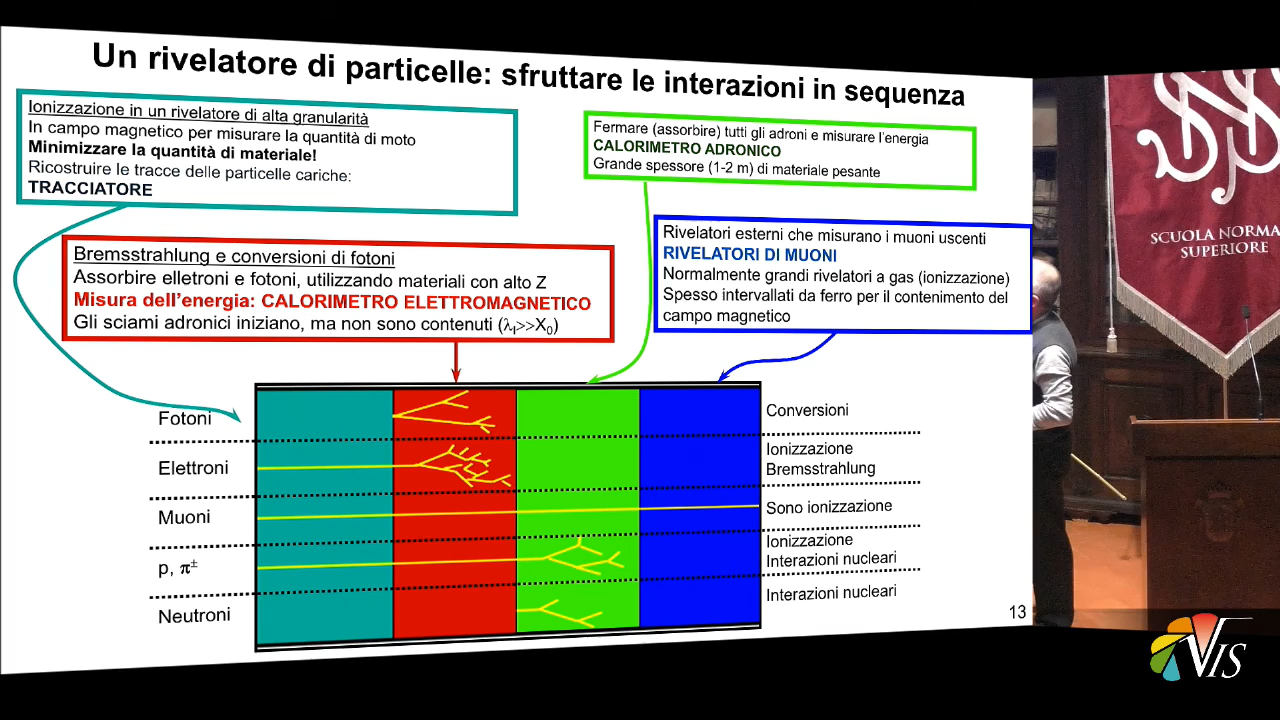 Un rivelatore di particelle: sfruttare le interazioni in sequenza
Ionizzazione in un rivelatore di alta granularità
In campo magnetico per misurare la quantità di moto
Minimizzare la quantità di materiale!
Ricostruire le tracce delle particelle cariche:
TRACCIATORE
Fermare (assorbire) tutti gli adroni e misurare l'energia
CALORIMETRO ADRONICO
Grande spessore (1-2 m) di materiale pesante
Bremsstrahlung e conversioni di fotoni
Assorbire elletroni e fotoni, utilizzando materiali con alto Z
Misura dell'energia: CALORIMETRO ELETTROMAGNETICO
Gli sciami adronici iniziano, ma non sono contenuti (λI>>X0)
Rivelatori esterni che misurano i muoni uscenti
RIVELATORI DI MUONI
Normalmente grandi rivelatori a gas (ionizzazione)
Spesso intervallati da ferro per il contenimento del
campo magnetico
Fotoni
Conversioni
Elettroni
Ionizzazione
Bremsstrahlung
Muoni
Sono ionizzazione
p, π±
Ionizzazione
Interazioni nucleari
Neutroni
Interazioni nucleari
13
SCUOLA NORMA
SUPERIORE
VIS